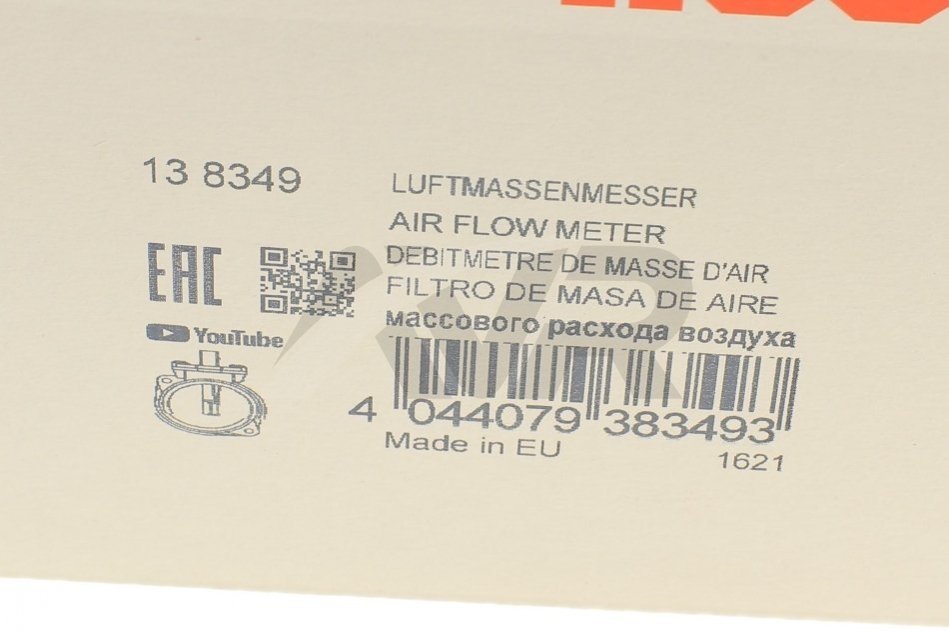 13 8349
LUFTMASSENMESSER
AIR FLOW METER
DEBITMETRE DE MASSE D'AIR
FILTRO DE MASA DE AIRE
массового расхода воздуха
EAC
YouTube
4 044079 383493
Made in EU
1621